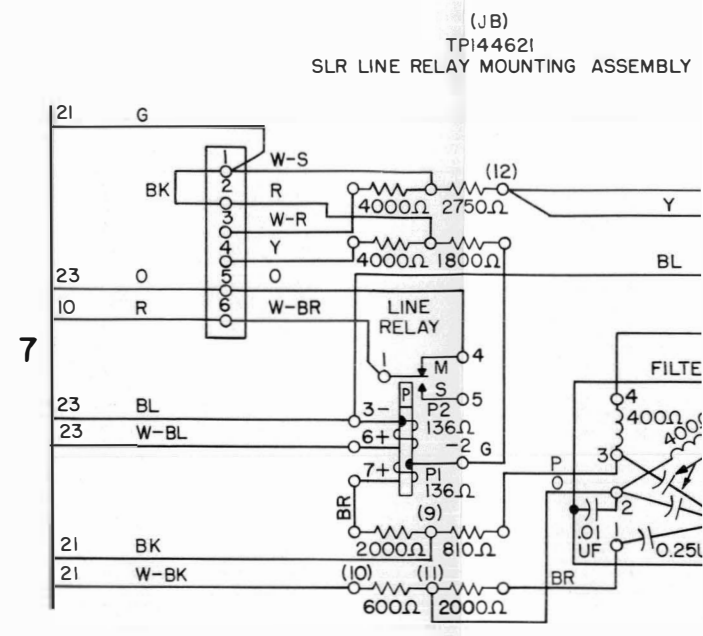 (JB)
TP144621
SLR LINE RELAY MOUNTING ASSEMBLY
21 G
1 W-S (12)
BK 2 R 4000Ω 2750Ω
3 W-R Y
4 Y 4000Ω 1800Ω
23 O 5 O BL
10 R 6 W-BR LINE
RELAY
7
1 M 4
FILTE
P S 5
23 BL 3- P2 4
136Ω 400Ω 400Ω
23 W-BL 6+ -2 G
3
7+ P1 P
136Ω O
BR (9) 2
2000Ω 810Ω .01 1
UF 0.25U
21 BK
21 W-BK (10) (11) BR
600Ω 2000Ω